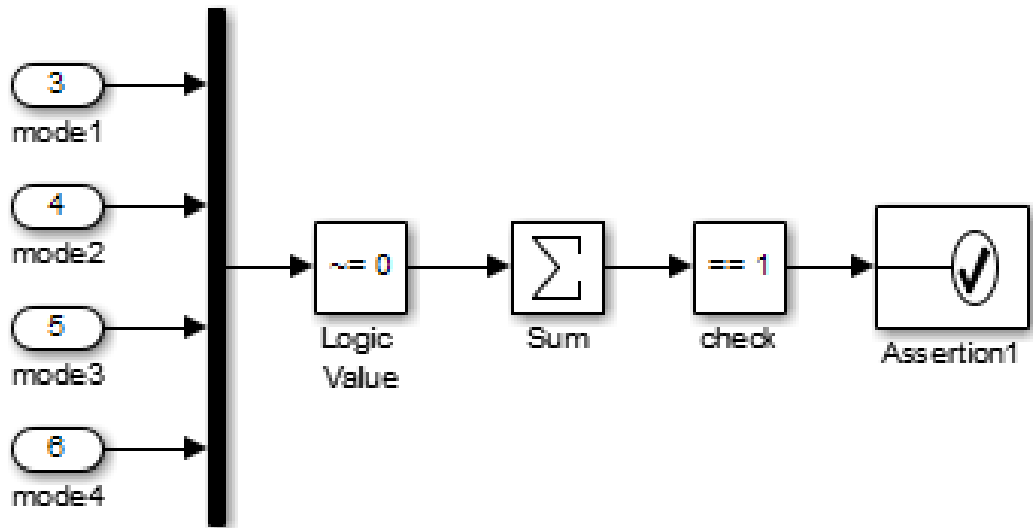 3
mode1
4
mode2
5
mode3
6
mode4
~= 0
Logic
Value
Sum
== 1
check
Assertion1